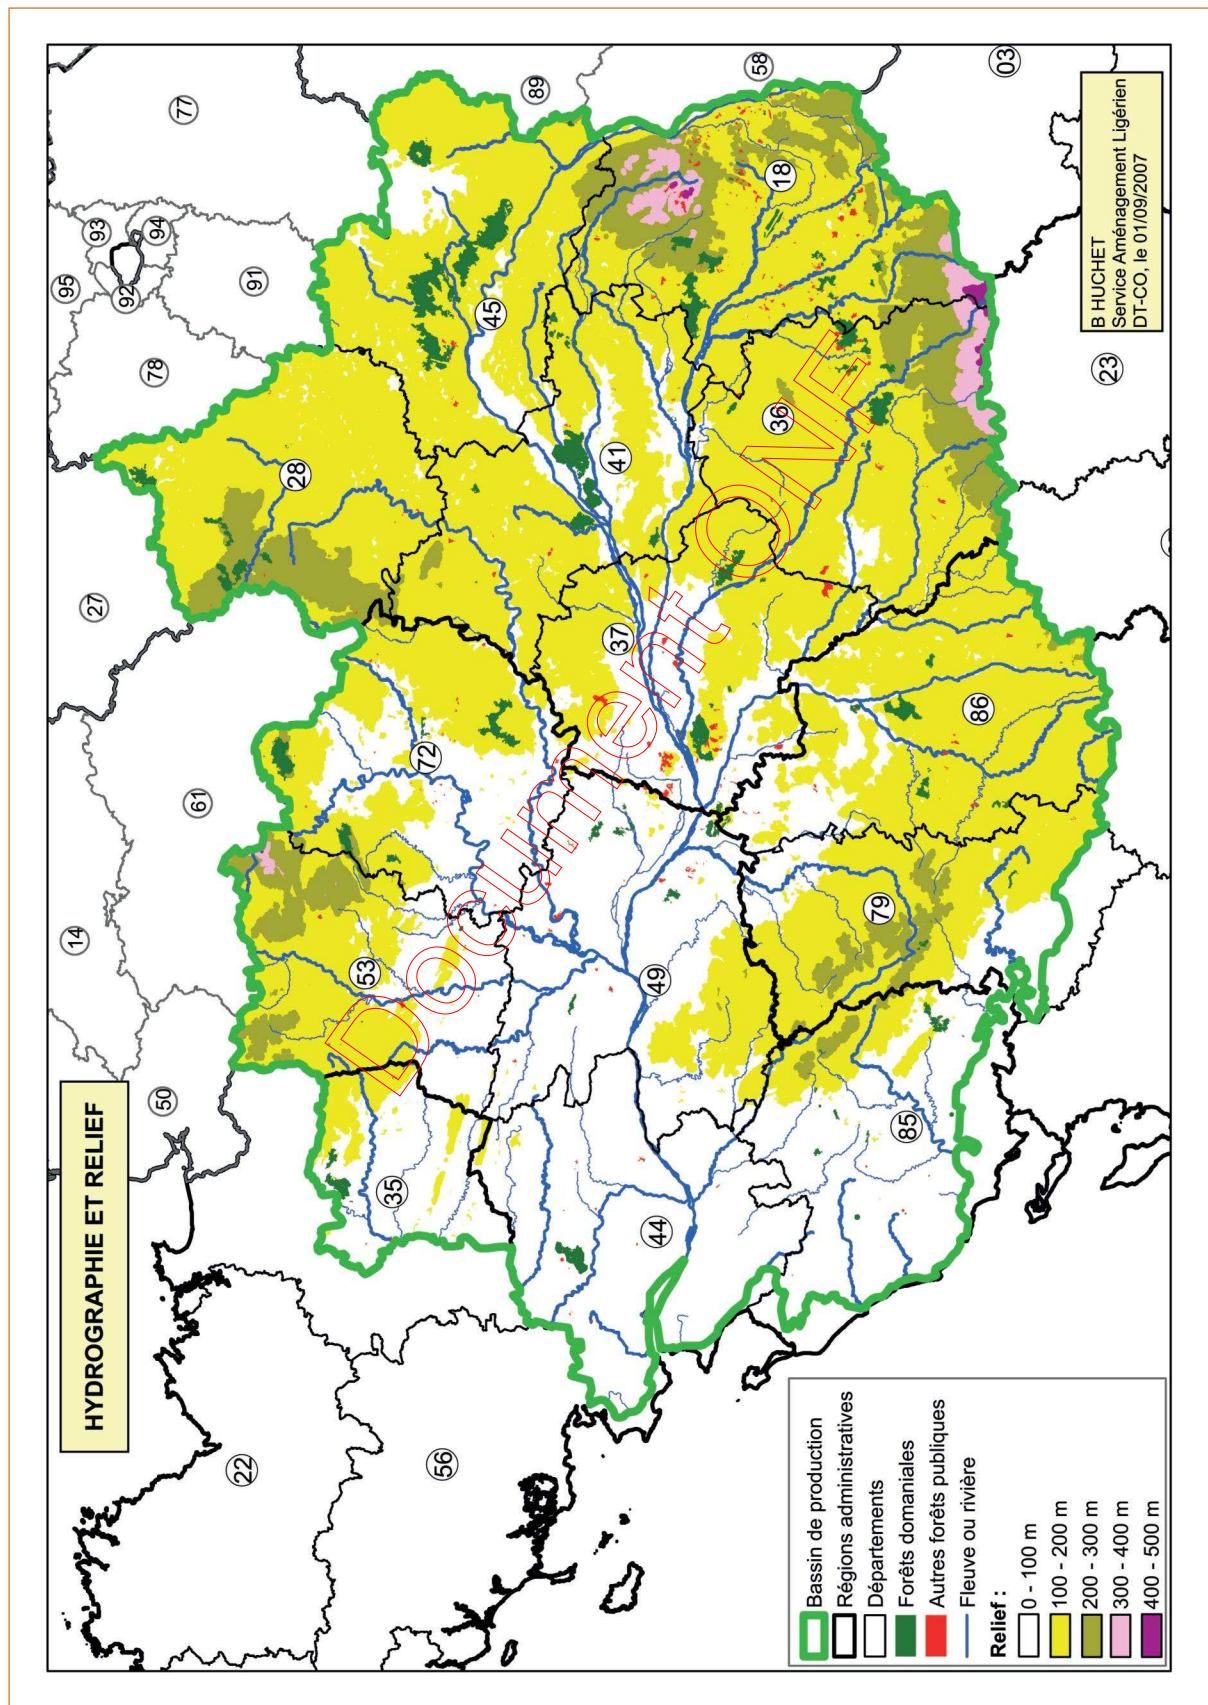 HYDROGRAPHIE ET RELIEF
77
95
93
94
92
91
78
89
58
03
27
28
45
18
41
36
23
61
14
72
37
86
50
53
49
79
35
44
85
22
56
Document ONF
B HUCHET
Service Aménagement Ligérien
DT-CO, le 01/09/2007
Bassin de production
Régions administratives
Départements
Forêts domaniales
Autres forêts publiques
Fleuve ou rivière
Relief :
0 - 100 m
100 - 200 m
200 - 300 m
300 - 400 m
400 - 500 m